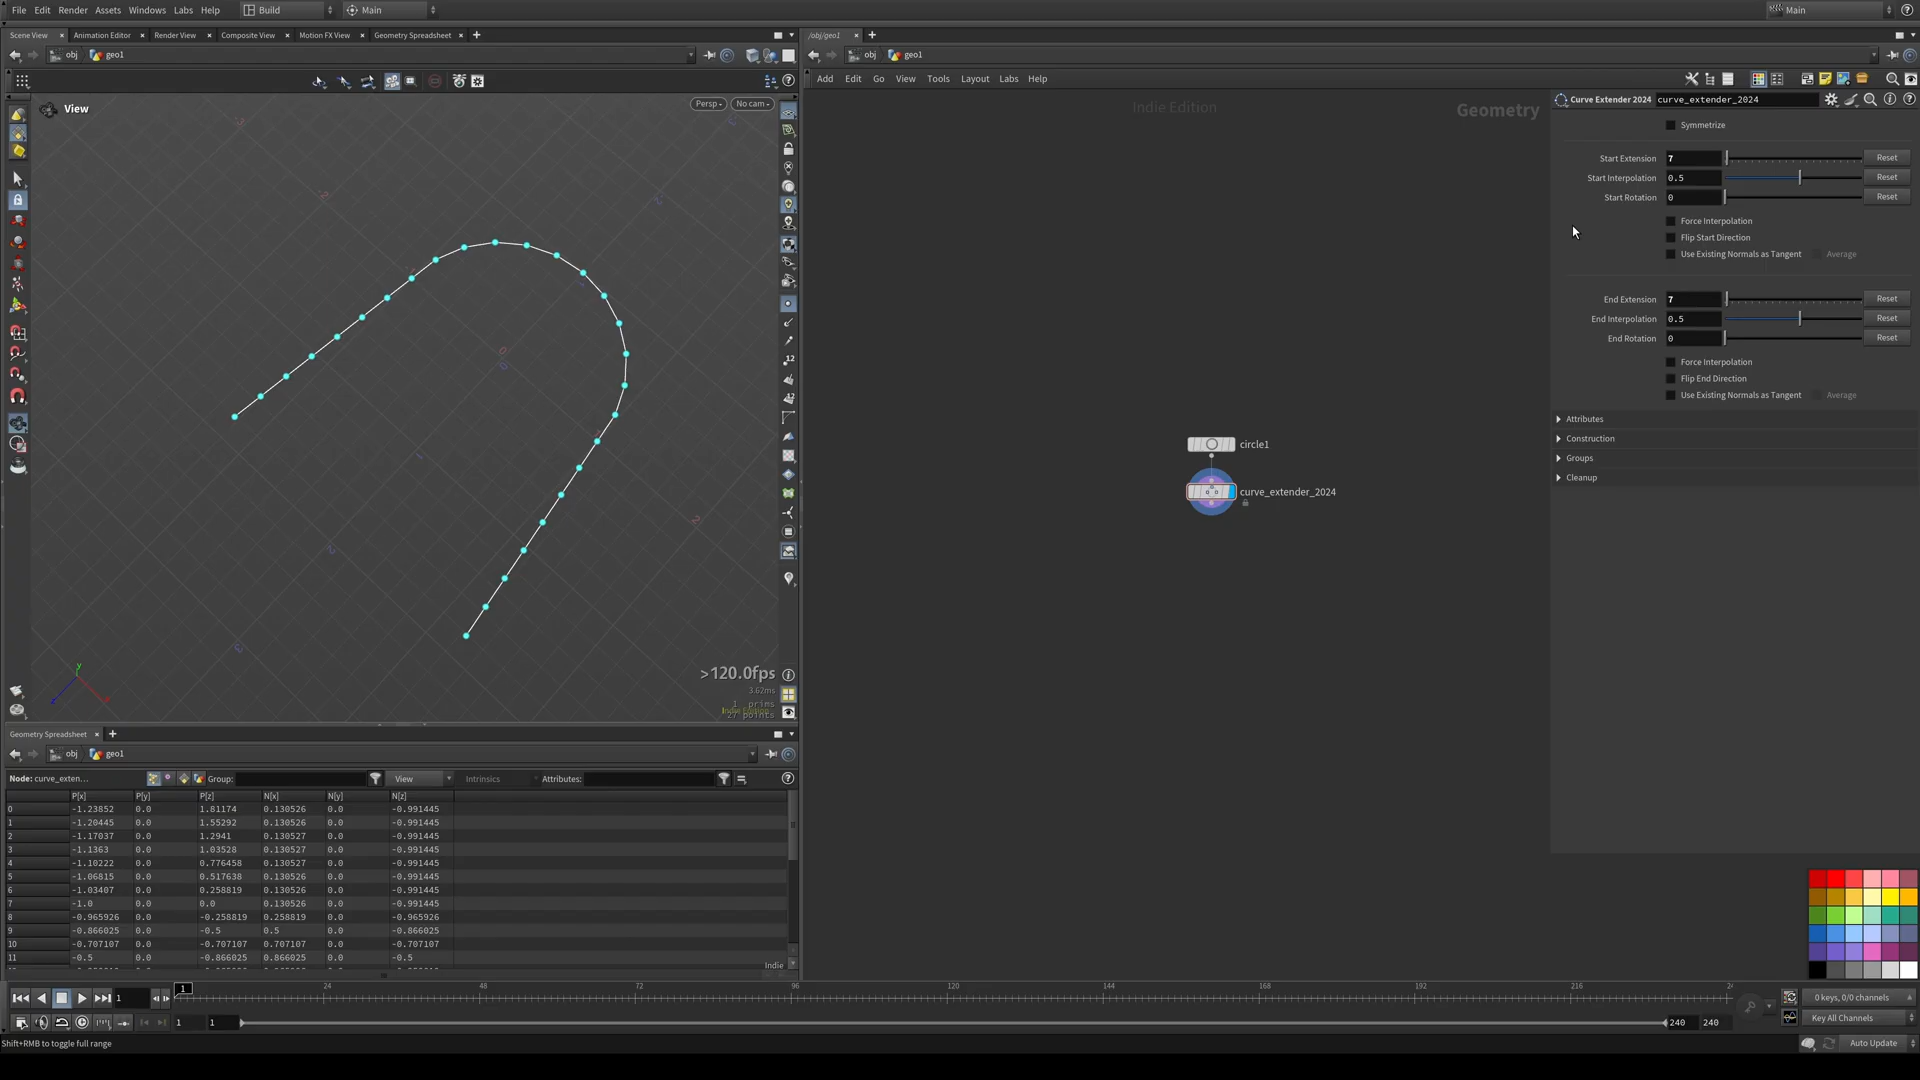 File Edit Render Assets Windows Labs Help Build Main Main
Scene View Animation Editor Render View Composite View Motion FX View Geometry Spreadsheet
/obj/geo1
obj geo1
obj geo1
Add Edit Go View Tools Layout Labs Help
View
Persp No cam
Indie Edition
Geometry
Curve Extender 2024 curve_extender_2024
Symmetrize
Start Extension 7 Reset
Start Interpolation 0.5 Reset
Start Rotation 0 Reset
Force Interpolation
Flip Start Direction
Use Existing Normals as Tangent Average
End Extension 7 Reset
End Interpolation 0.5 Reset
End Rotation 0 Reset
Force Interpolation
Flip End Direction
Use Existing Normals as Tangent Average
Attributes
Construction
Groups
Cleanup
circle1
curve_extender_2024
>120.0fps
3.62ms
1 prims
27 points
Geometry Spreadsheet
obj geo1
Node: curve_exten... Group: View Intrinsics Attributes:
P[x] P[y] P[z] N[x] N[y] N[z]
0 -1.23852 0.0 1.81174 0.130526 0.0 -0.991445
1 -1.20445 0.0 1.55292 0.130526 0.0 -0.991445
2 -1.17037 0.0 1.2941 0.130527 0.0 -0.991445
3 -1.1363 0.0 1.03528 0.130527 0.0 -0.991445
4 -1.10222 0.0 0.776458 0.130527 0.0 -0.991445
5 -1.06815 0.0 0.517638 0.130526 0.0 -0.991445
6 -1.03407 0.0 0.258819 0.130526 0.0 -0.991445
7 -1.0 0.0 0.0 0.130526 0.0 -0.991445
8 -0.965926 0.0 -0.258819 0.258819 0.0 -0.965926
9 -0.866025 0.0 -0.5 0.5 0.0 -0.866025
10 -0.707107 0.0 -0.707107 0.707107 0.0 -0.707107
11 -0.5 0.0 -0.866025 0.866025 0.0 -0.5
Indie
1 1 24 48 72 96 120 144 168 192 216
0 keys, 0/0 channels
1 1 240 240 Key All Channels
Shift+RMB to toggle full range
Auto Update